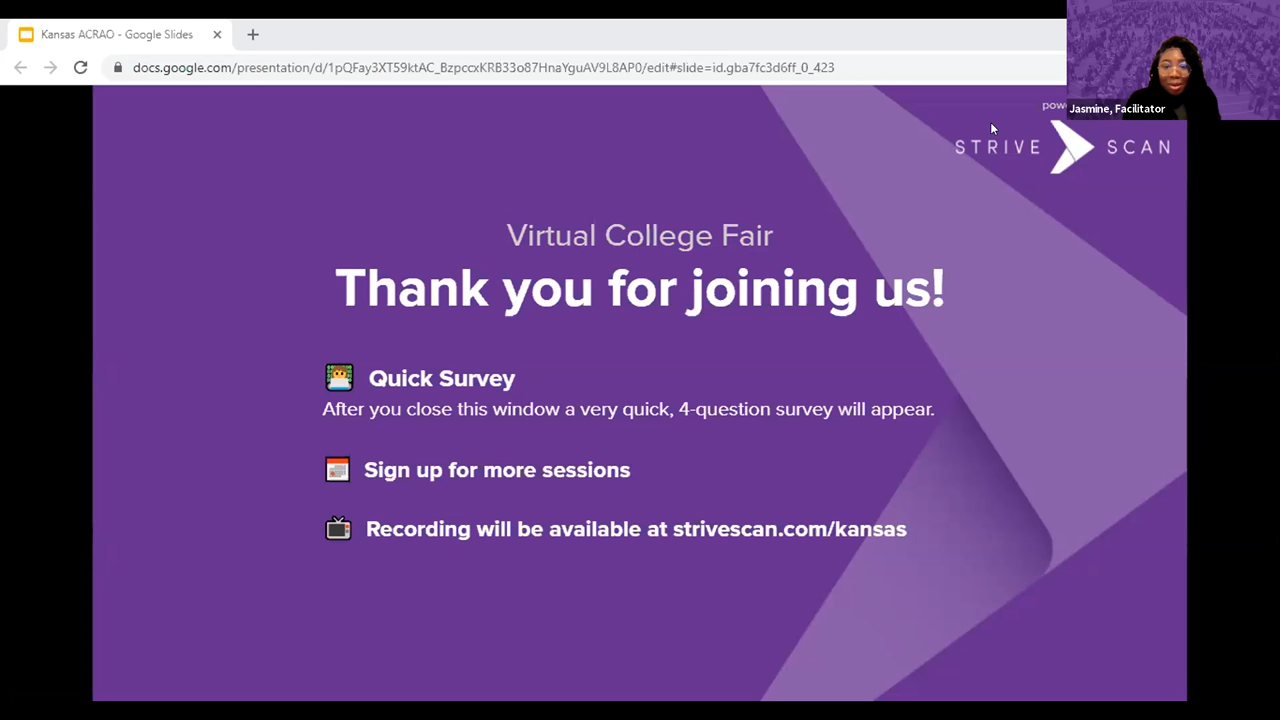 Kansas ACRAO - Google Slides
docs.google.com/presentation/d/1pQFay3XT59ktAC_BzpotxRB33o87HnaYguAV9L8AP0/edit#slide=id.gba7fc3d6ff_0_423
Jasmine, Facilitator
STRIVE SCAN
Virtual College Fair
Thank you for joining us!
Quick Survey
After you close this window a very quick, 4-question survey will appear.
Sign up for more sessions
Recording will be available at strivescan.com/kansas